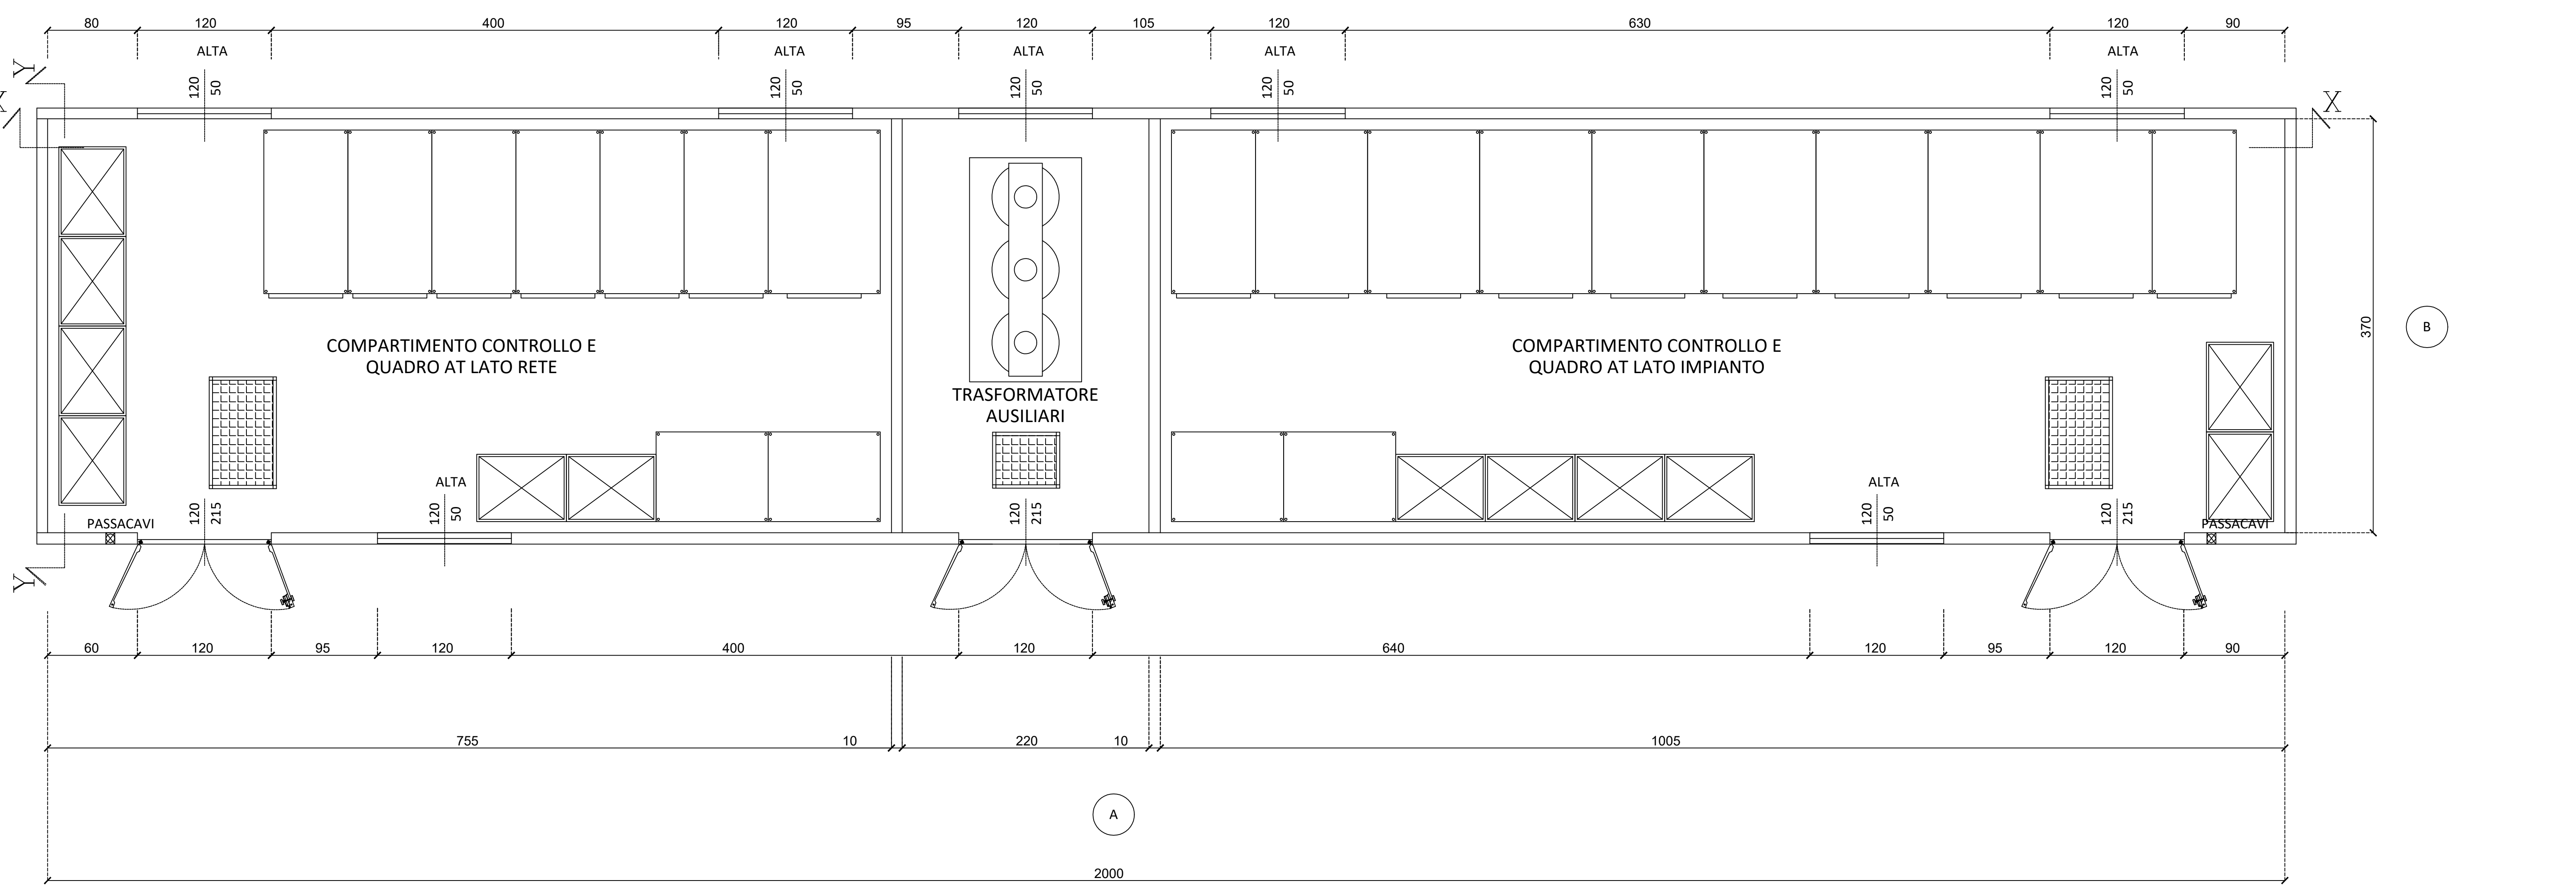 80 120 400 120 95 120 105 120 630 120 90
ALTA ALTA ALTA ALTA ALTA
Y
X X
120 50 120 50 120 50 120 50 120 50
COMPARTIMENTO CONTROLLO E
QUADRO AT LATO RETE
COMPARTIMENTO CONTROLLO E
QUADRO AT LATO IMPIANTO
370
B
TRASFORMATORE
AUSILIARI
ALTA ALTA
PASSACAVI 120 215 120 50 120 215 120 50 120 215 PASSACAVI
Y
60 120 95 120 400 120 640 120 95 120 90
755 10 220 10 1005
A
2000